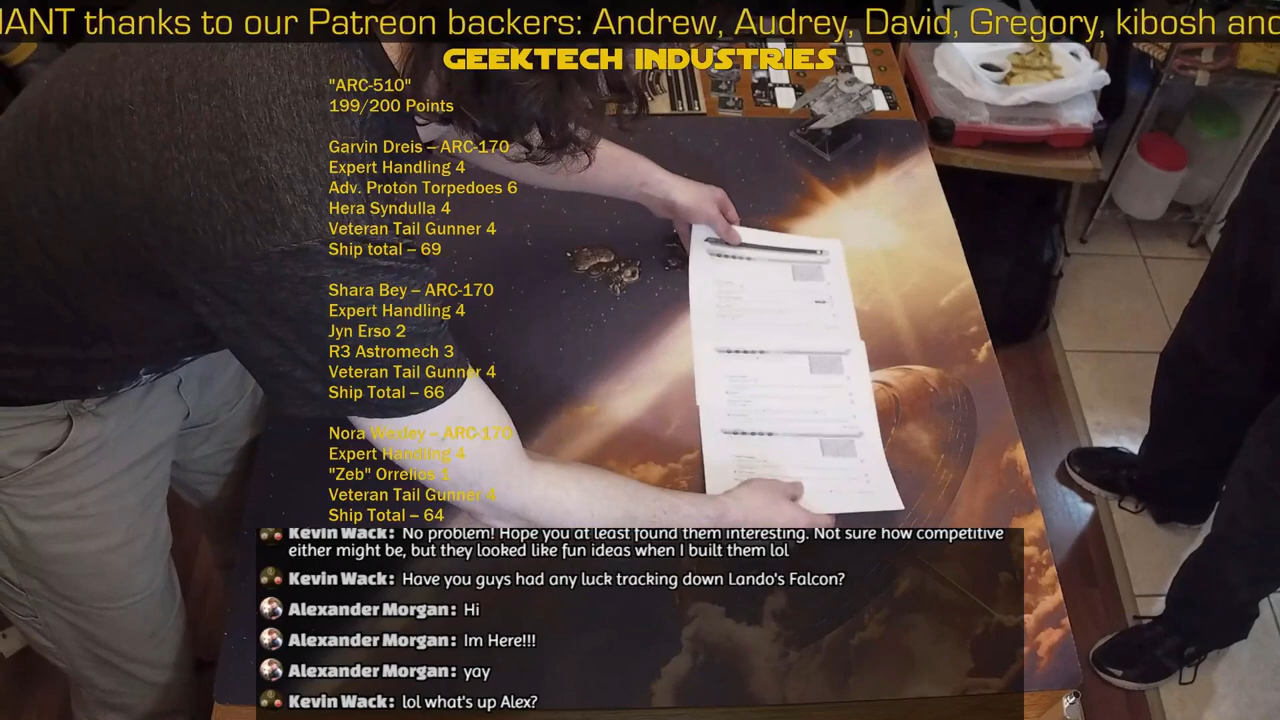 IANT thanks to our Patreon backers: Andrew, Audrey, David, Gregory, kibosh and
GEEKTECH INDUSTRIES
"ARC-510"
199/200 Points
Garvin Dreis – ARC-170
Expert Handling 4
Adv. Proton Torpedoes 6
Hera Syndulla 4
Veteran Tail Gunner 4
Ship total – 69
Shara Bey – ARC-170
Expert Handling 4
Jyn Erso 2
R3 Astromech 3
Veteran Tail Gunner 4
Ship Total – 66
Nora Wexley – ARC-170
Expert Handling 4
"Zeb" Orrelios 1
Veteran Tail Gunner 4
Ship Total – 64
Kevin Wack: No problem! Hope you at least found them interesting. Not sure how competitive
either might be, but they looked like fun ideas when I built them lol
Kevin Wack: Have you guys had any luck tracking down Lando's Falcon?
Alexander Morgan: Hi
Alexander Morgan: Im Here!!!
Alexander Morgan: yay
Kevin Wack: lol what's up Alex?